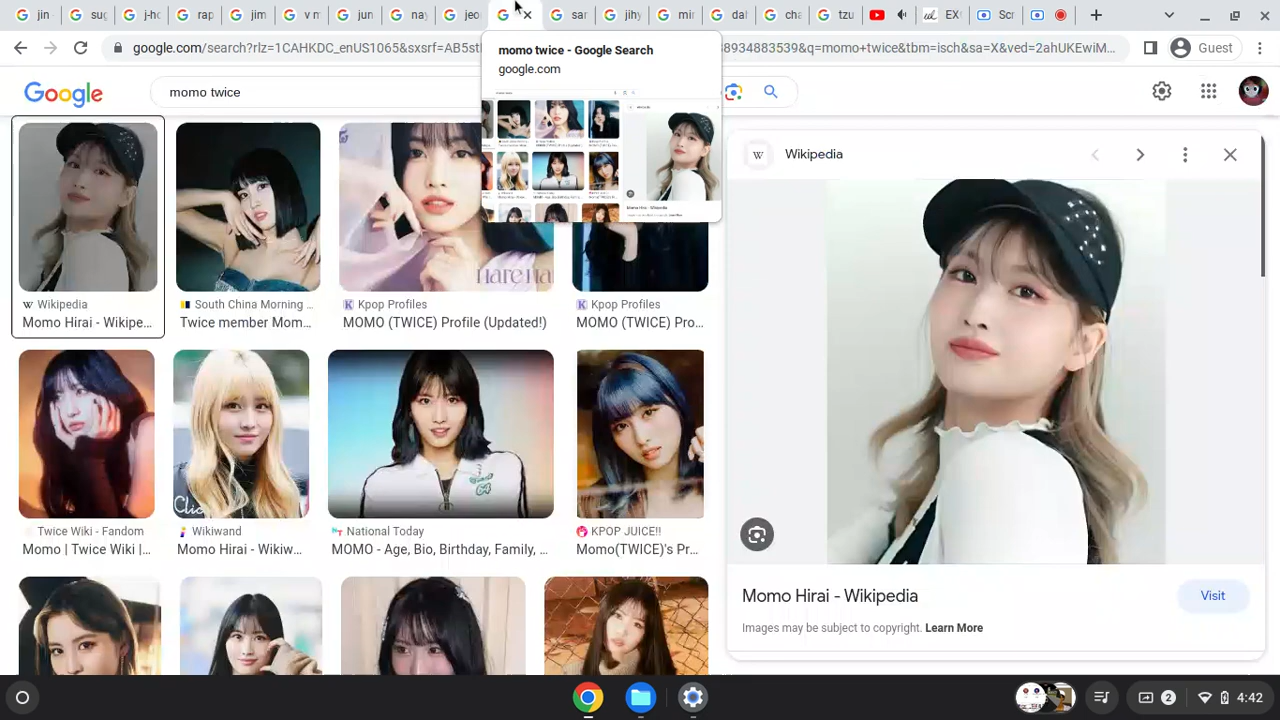 jin
sug
j-ho
rap
jim
v m
jun
nay
jeo
sar
jihy
mir
dah
cha
tzu
EX
Scr
google.com/search?rlz=1CAHKDC_enUS1065&sxsrf=AB5st
momo twice - Google Search
google.com
38934883539&q=momo+twice&tbm=isch&sa=X&ved=2ahUKEwiM...
Guest
Google
momo twice
W Wikipedia
Momo Hirai - Wikipe...
South China Morning ...
Twice member Mom...
Harena
K Kpop Profiles
MOMO (TWICE) Profile (Updated!)
K Kpop Profiles
MOMO (TWICE) Pro...
Twice Wiki - Fandom
Momo | Twice Wiki |...
Clic
Wikiwand
Momo Hirai - Wikiw...
National Today
MOMO - Age, Bio, Birthday, Family, ...
KPOP JUICE!!
Momo(TWICE)'s Pr...
W Wikipedia
Momo Hirai - Wikipedia
Visit
Images may be subject to copyright. Learn More
2
4:42